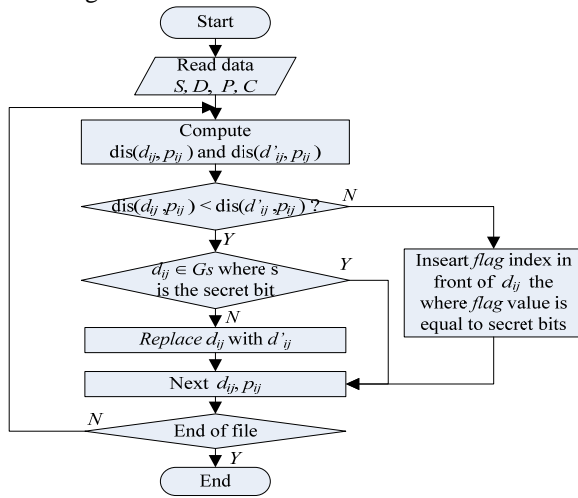 Start
Read data
S, D, P, C
Compute
dis(dij, pij) and dis(d'ij, pij)
dis(dij, pij) < dis(d'ij, pij) ?
N
Y
dij ∈ Gs where s
is the secret bit
Y
N
Inseart flag index in
front of dij the
where flag value is
equal to secret bits
Replace dij with d'ij
Next dij, pij
N
End of file
Y
End